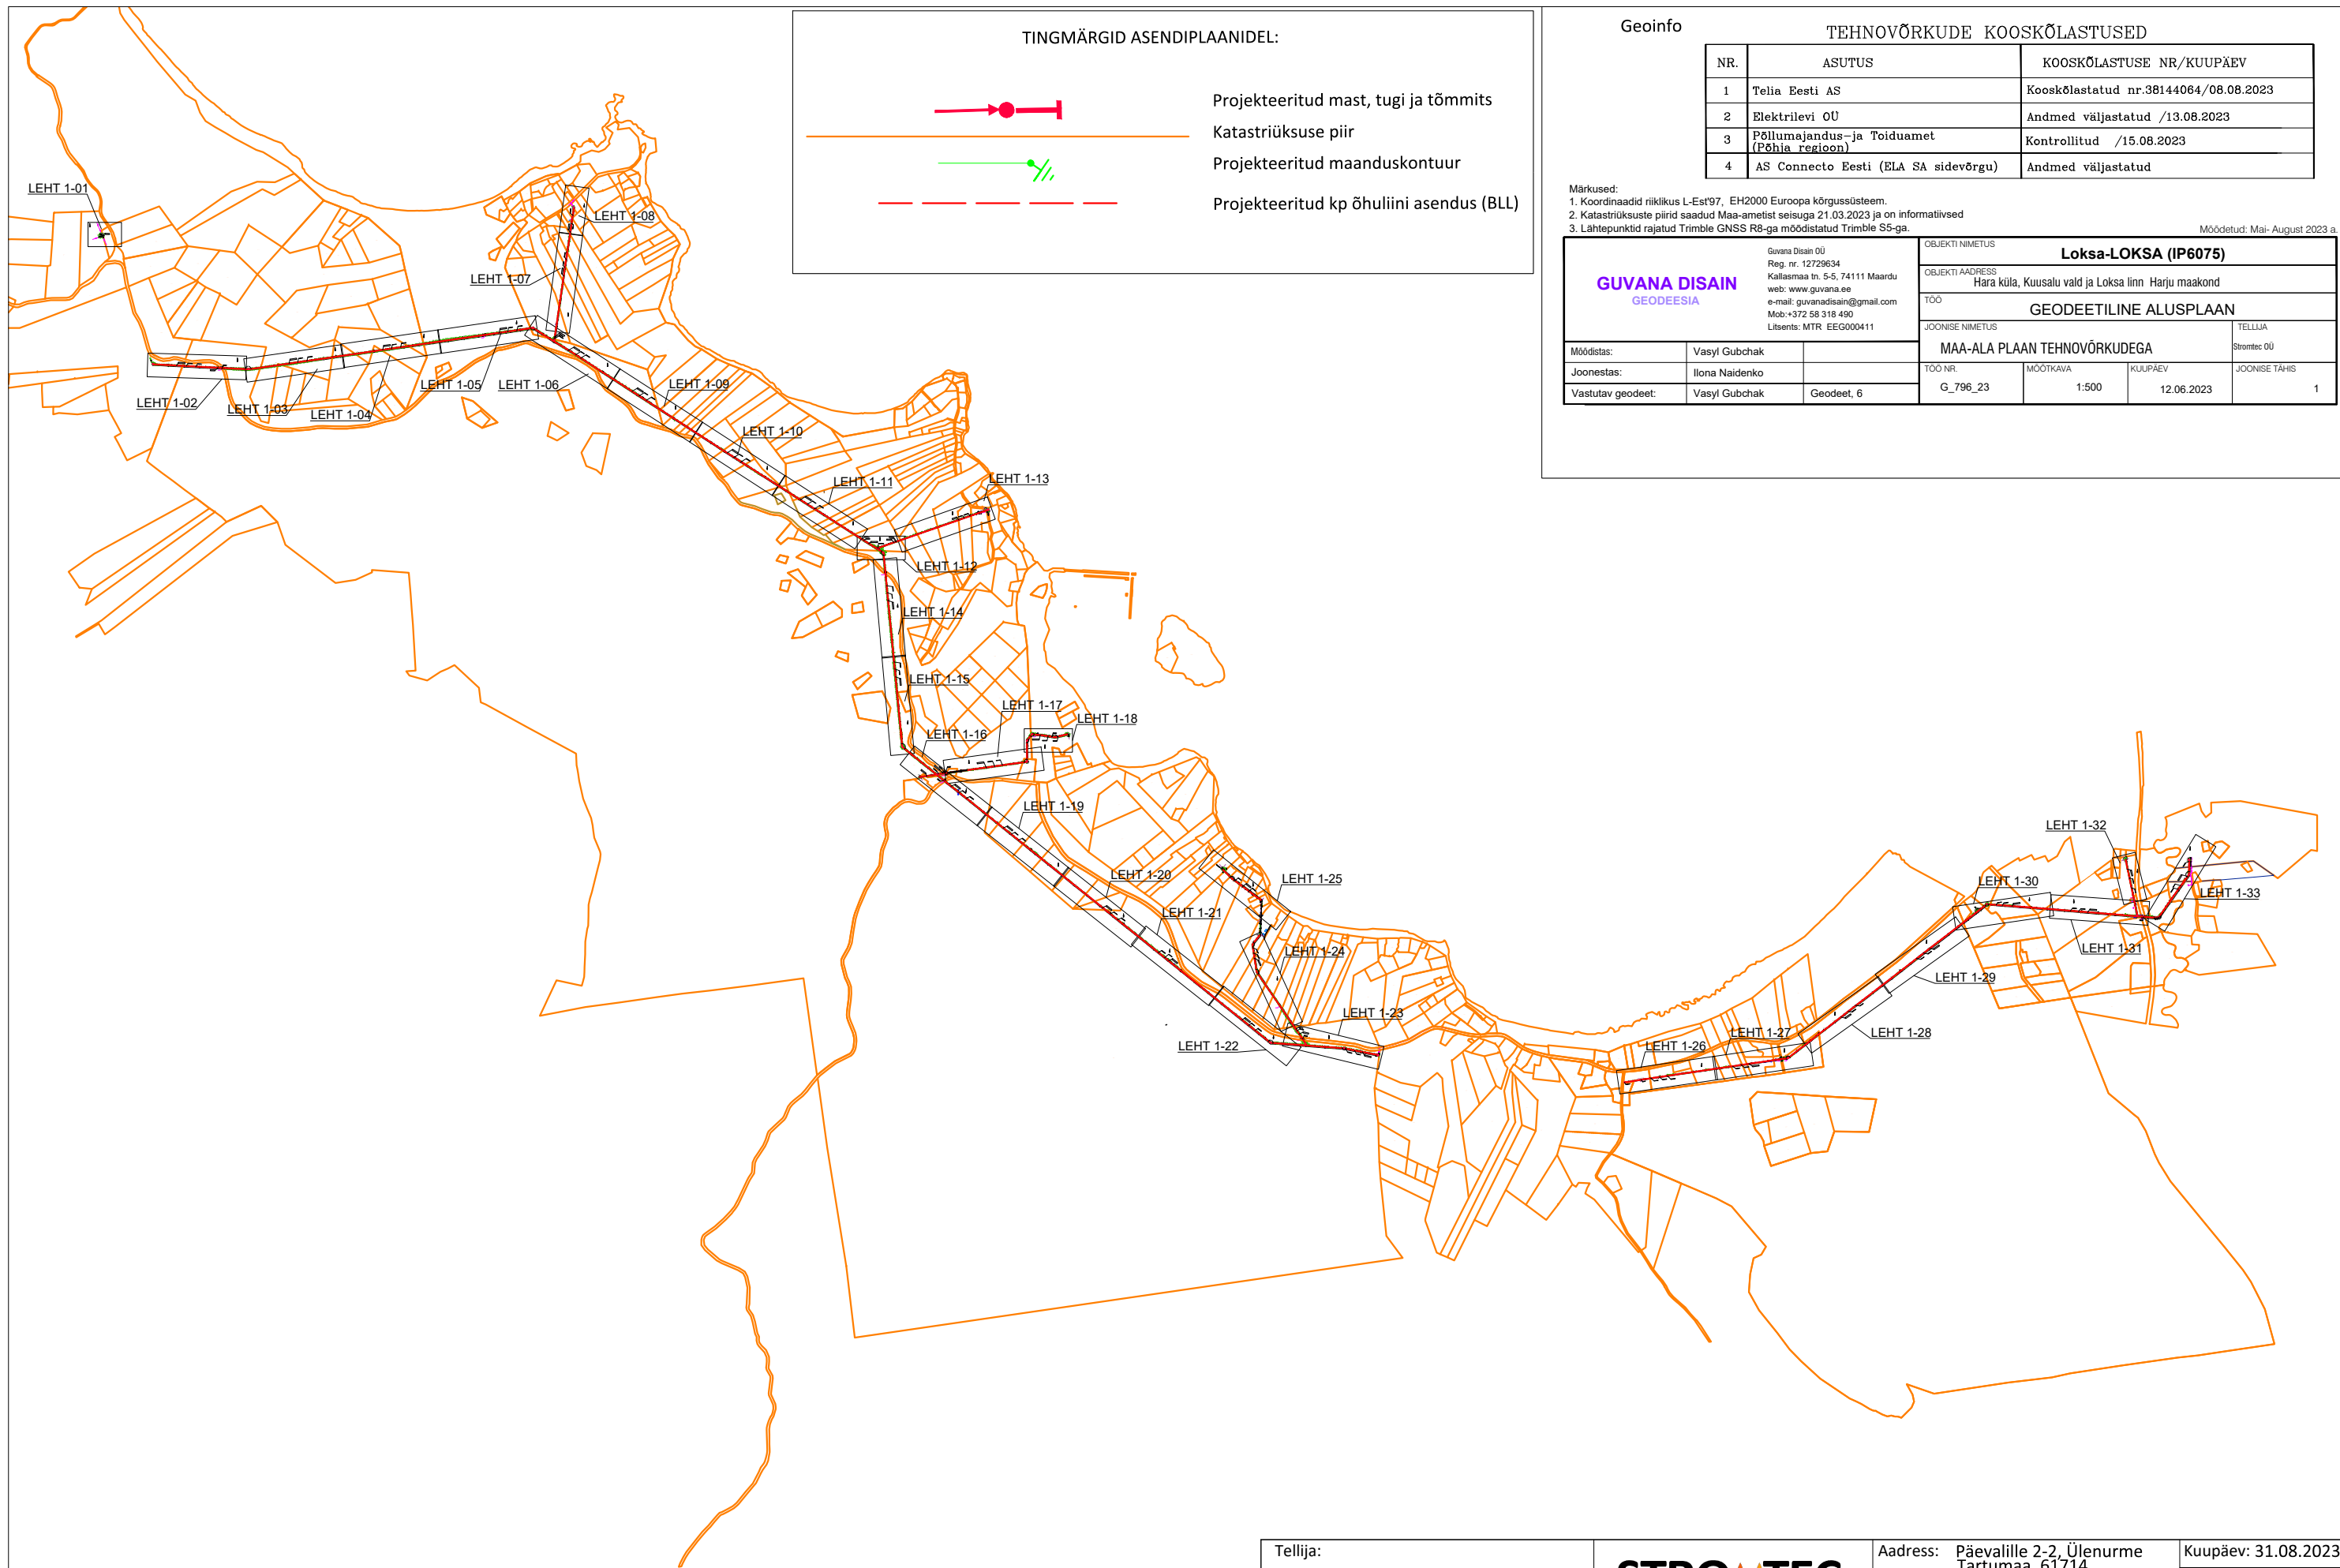 TINGMÄRGID ASENDIPLAANIDEL:
Projekteeritud mast, tugi ja tõmmits
Katastriüksuse piir
Projekteeritud maanduskontuur
Projekteeritud kp õhuliini asendus (BLL)
Geoinfo
TEHNOVÕRKUDE KOOSKÕLASTUSED
NR. ASUTUS KOOSKÕLASTUSE NR/KUUPÄEV
1 Telia Eesti AS Kooskõlastatud nr.38144064/08.08.2023
2 Elektrilevi OÜ Andmed väljastatud /13.08.2023
3 Põllumajandus-ja Toiduamet (Põhja regioon) Kontrollitud /15.08.2023
4 AS Connecto Eesti (ELA SA sidevõrgu) Andmed väljastatud
Märkused:
1. Koordinaadid riiklikus L-Est'97, EH2000 Euroopa kõrgussüsteem.
2. Katastriüksuste piirid saadud Maa-ametist seisuga 21.03.2023 ja on informatiivsed
3. Lähtepunktid rajatud Trimble GNSS R8-ga mõõdistatud Trimble S5-ga.
Mõõdetud: Mai- August 2023 a.
GUVANA DISAIN
GEODEESIA
Guvana Disain OÜ
Reg. nr. 12729634
Kallasmaa tn. 5-5, 74111 Maardu
web: www.guvana.ee
e-mail: guvanadisain@gmail.com
Mob:+372 58 318 490
Litsents: MTR EEG000411
OBJEKTI NIMETUS
Loksa-LOKSA (IP6075)
OBJEKTI AADRESS
Hara küla, Kuusalu vald ja Loksa linn Harju maakond
TÖÖ
GEODEETILINE ALUSPLAAN
JOONISE NIMETUS
MAA-ALA PLAAN TEHNOVÕRKUDEGA
TELLIJA
Stromtec OÜ
Mõõdistas: Vasyl Gubchak
Joonestas: Ilona Naidenko
Vastutav geodeet: Vasyl Gubchak Geodeet, 6
TÖÖ NR. MÕÕTKAVA KUUPÄEV JOONISE TÄHIS
G_796_23 1:500 12.06.2023 1
LEHT 1-01
LEHT 1-02
LEHT 1-03
LEHT 1-04
LEHT 1-05
LEHT 1-06
LEHT 1-07
LEHT 1-08
LEHT 1-09
LEHT 1-10
LEHT 1-11
LEHT 1-12
LEHT 1-13
LEHT 1-14
LEHT 1-15
LEHT 1-16
LEHT 1-17
LEHT 1-18
LEHT 1-19
LEHT 1-20
LEHT 1-21
LEHT 1-22
LEHT 1-23
LEHT 1-24
LEHT 1-25
LEHT 1-26
LEHT 1-27
LEHT 1-28
LEHT 1-29
LEHT 1-30
LEHT 1-31
LEHT 1-32
LEHT 1-33
Tellija:
Aadress: Päevalille 2-2, Ülenurme
Tartumaa, 61714
Kuupäev: 31.08.2023